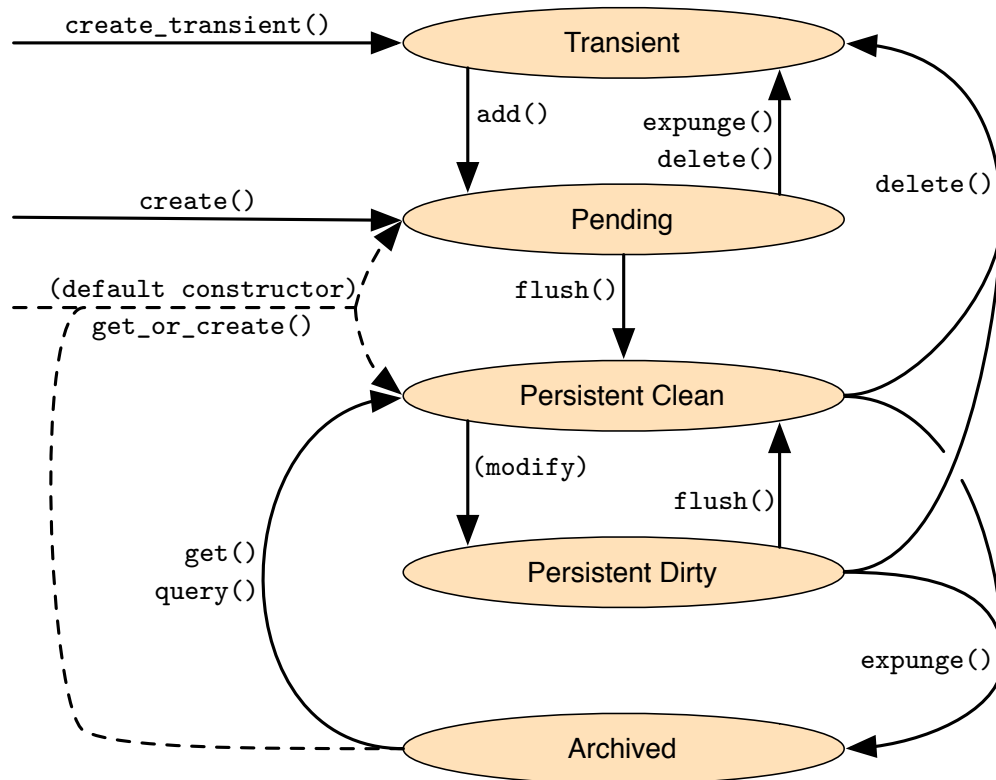 create_transient()
Transient
add()
expunge()
delete()
delete()
create()
Pending
(default constructor)
get_or_create()
flush()
Persistent Clean
(modify)
flush()
get()
query()
Persistent Dirty
expunge()
Archived